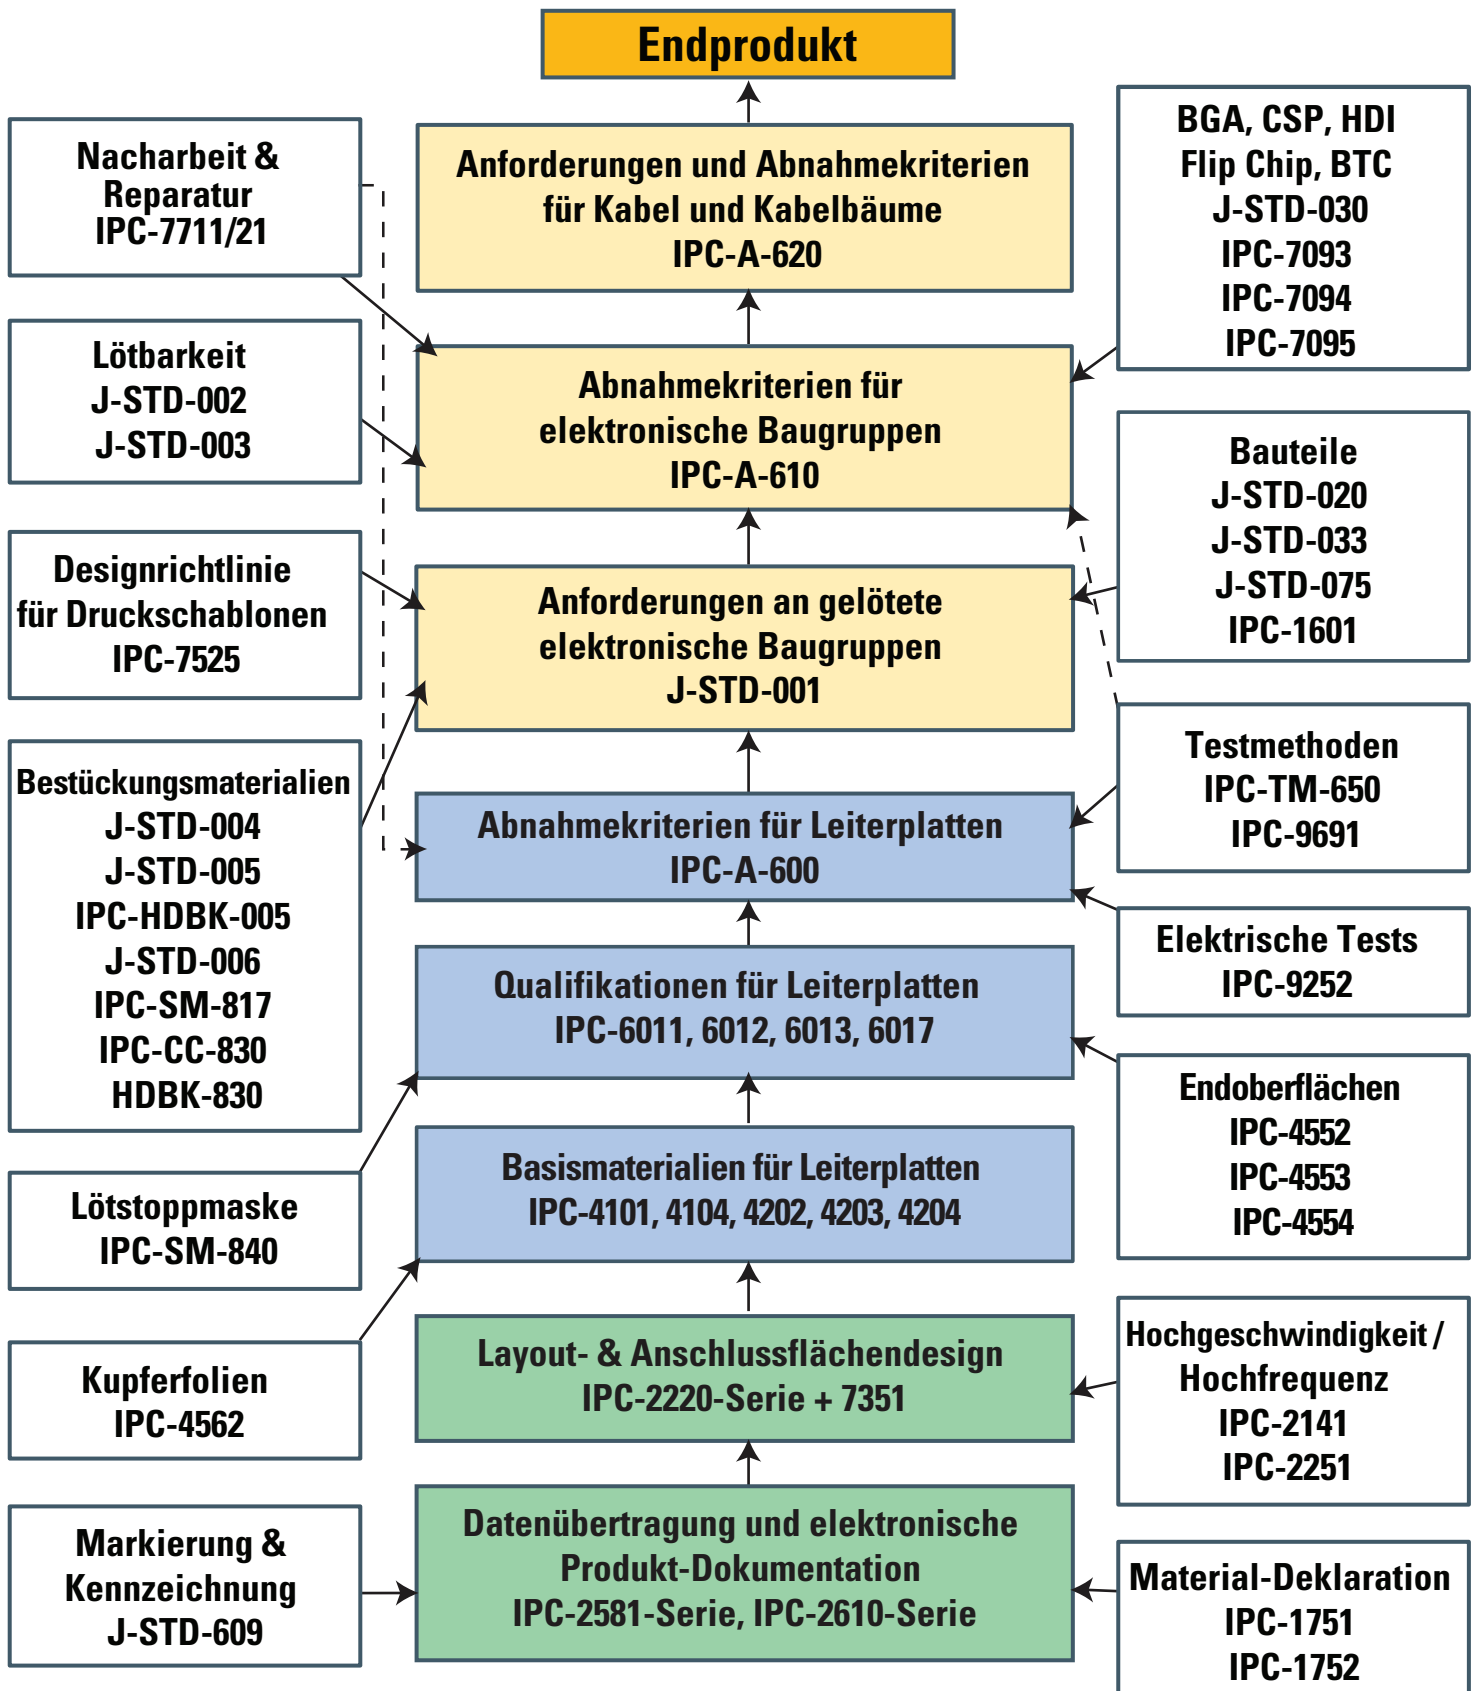 Endprodukt
Anforderungen und Abnahmekriterien
für Kabel und Kabelbäume
IPC-A-620
Abnahmekriterien für
elektronische Baugruppen
IPC-A-610
Anforderungen an gelötete
elektronische Baugruppen
J-STD-001
Abnahmekriterien für Leiterplatten
IPC-A-600
Qualifikationen für Leiterplatten
IPC-6011, 6012, 6013, 6017
Basismaterialien für Leiterplatten
IPC-4101, 4104, 4202, 4203, 4204
Layout- & Anschlussflächendesign
IPC-2220-Serie + 7351
Datenübertragung und elektronische
Produkt-Dokumentation
IPC-2581-Serie, IPC-2610-Serie
Nacharbeit &
Reparatur
IPC-7711/21
Lötbarkeit
J-STD-002
J-STD-003
Designrichtlinie
für Druckschablonen
IPC-7525
Bestückungsmaterialien
J-STD-004
J-STD-005
IPC-HDBK-005
J-STD-006
IPC-SM-817
IPC-CC-830
HDBK-830
Lötstoppmaske
IPC-SM-840
Kupferfolien
IPC-4562
Markierung &
Kennzeichnung
J-STD-609
BGA, CSP, HDI
Flip Chip, BTC
J-STD-030
IPC-7093
IPC-7094
IPC-7095
Bauteile
J-STD-020
J-STD-033
J-STD-075
IPC-1601
Testmethoden
IPC-TM-650
IPC-9691
Elektrische Tests
IPC-9252
Endoberflächen
IPC-4552
IPC-4553
IPC-4554
Hochgeschwindigkeit /
Hochfrequenz
IPC-2141
IPC-2251
Material-Deklaration
IPC-1751
IPC-1752